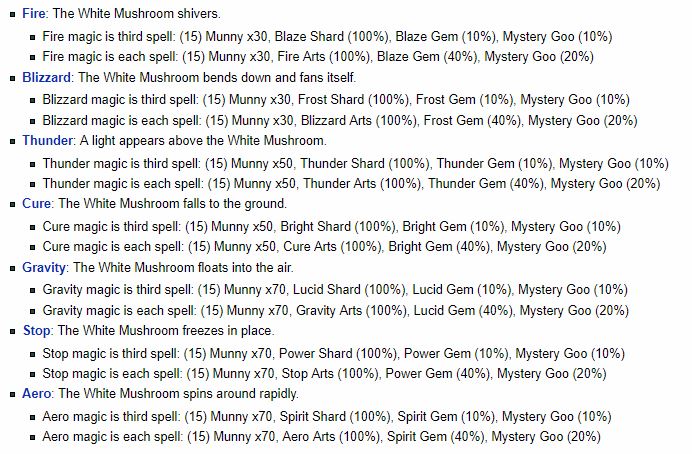 Fire: The White Mushroom shivers.
Fire magic is third spell: (15) Munny x30, Blaze Shard (100%), Blaze Gem (10%), Mystery Goo (10%)
Fire magic is each spell: (15) Munny x30, Fire Arts (100%), Blaze Gem (40%), Mystery Goo (20%)
Blizzard: The White Mushroom bends down and fans itself.
Blizzard magic is third spell: (15) Munny x30, Frost Shard (100%), Frost Gem (10%), Mystery Goo (10%)
Blizzard magic is each spell: (15) Munny x30, Blizzard Arts (100%), Frost Gem (40%), Mystery Goo (20%)
Thunder: A light appears above the White Mushroom.
Thunder magic is third spell: (15) Munny x50, Thunder Shard (100%), Thunder Gem (10%), Mystery Goo (10%)
Thunder magic is each spell: (15) Munny x50, Thunder Arts (100%), Thunder Gem (40%), Mystery Goo (20%)
Cure: The White Mushroom falls to the ground.
Cure magic is third spell: (15) Munny x50, Bright Shard (100%), Bright Gem (10%), Mystery Goo (10%)
Cure magic is each spell: (15) Munny x50, Cure Arts (100%), Bright Gem (40%), Mystery Goo (20%)
Gravity: The White Mushroom floats into the air.
Gravity magic is third spell: (15) Munny x70, Lucid Shard (100%), Lucid Gem (10%), Mystery Goo (10%)
Gravity magic is each spell: (15) Munny x70, Gravity Arts (100%), Lucid Gem (40%), Mystery Goo (20%)
Stop: The White Mushroom freezes in place.
Stop magic is third spell: (15) Munny x70, Power Shard (100%), Power Gem (10%), Mystery Goo (10%)
Stop magic is each spell: (15) Munny x70, Stop Arts (100%), Power Gem (40%), Mystery Goo (20%)
Aero: The White Mushroom spins around rapidly.
Aero magic is third spell: (15) Munny x70, Spirit Shard (100%), Spirit Gem (10%), Mystery Goo (10%)
Aero magic is each spell: (15) Munny x70, Aero Arts (100%), Spirit Gem (40%), Mystery Goo (20%)